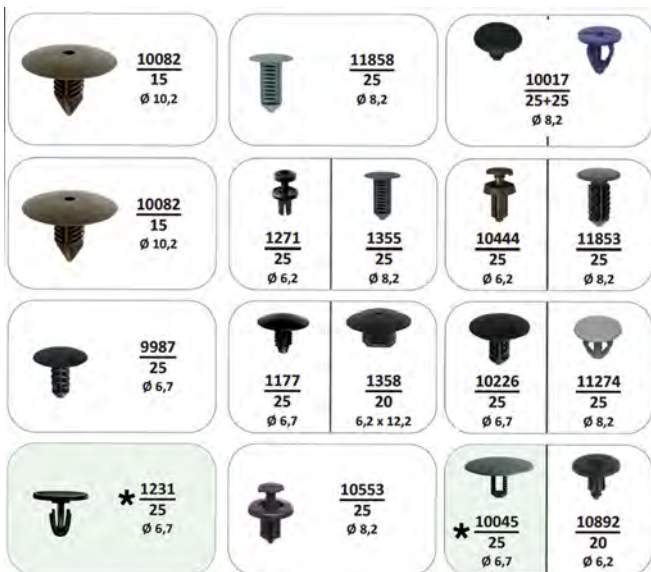 10082
15
Ø 10,2
11858
25
Ø 8,2
10017
25+25
Ø 8,2
10082
15
Ø 10,2
1271
25
Ø 6,2
1355
25
Ø 8,2
10444
25
Ø 6,2
11853
25
Ø 8,2
9987
25
Ø 6,7
1177
25
Ø 6,7
1358
20
6,2 x 12,2
10226
25
Ø 6,7
11274
25
Ø 8,2
* 1231
25
Ø 6,7
10553
25
Ø 8,2
* 10045
25
Ø 6,7
10892
20
Ø 6,2